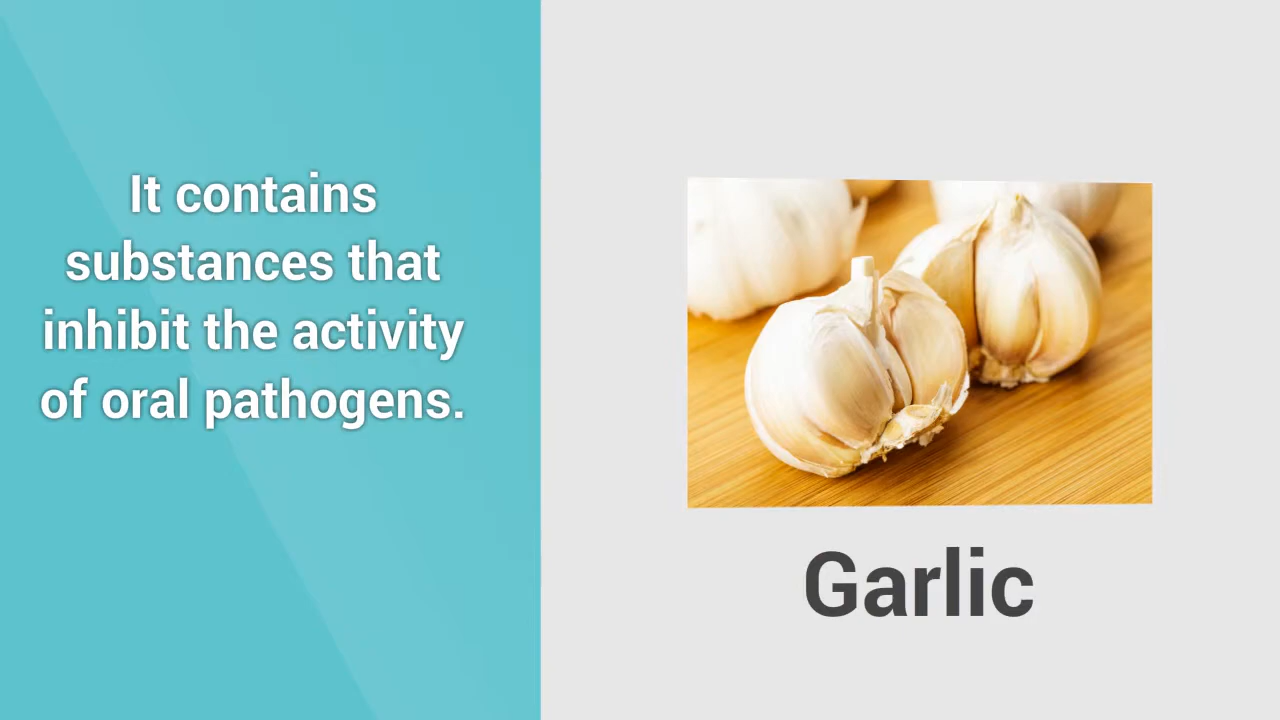 It contains
substances that
inhibit the activity
of oral pathogens.
Garlic